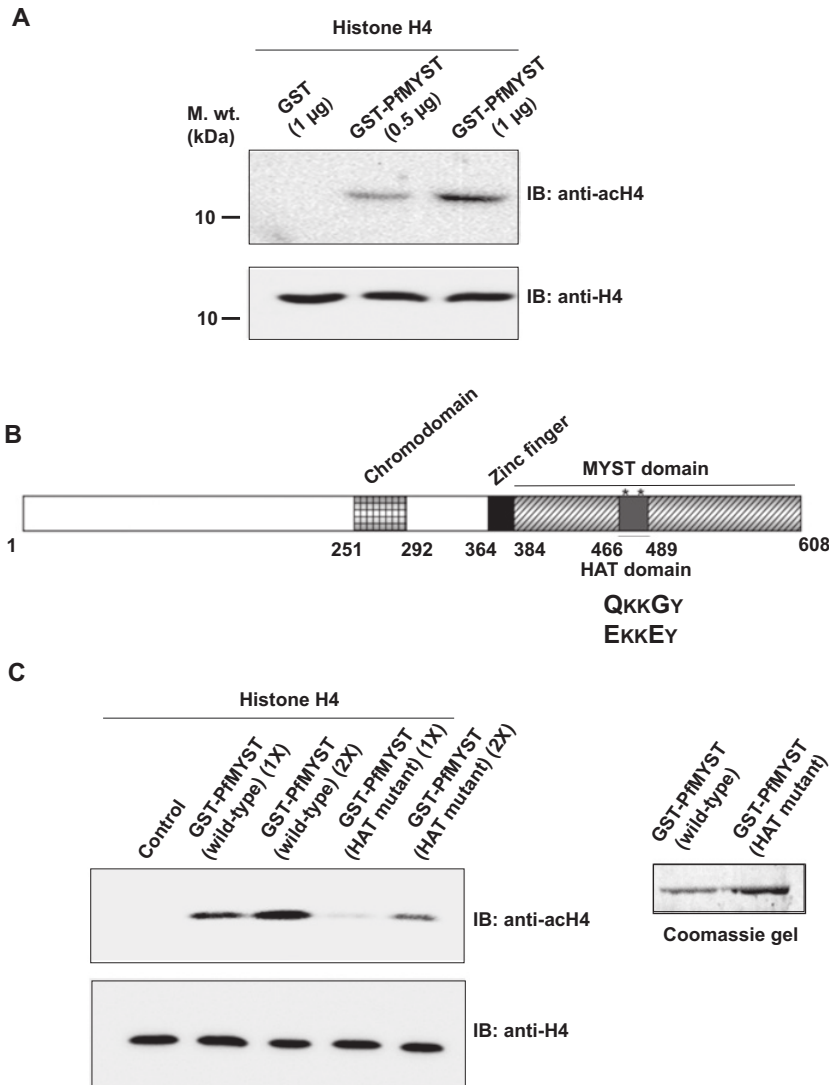 A
Histone H4
M. wt.
(kDa)
GST
(1 µg)
GST-PfMYST
(0.5 µg)
GST-PfMYST
(1 µg)
10
IB: anti-acH4
10
IB: anti-H4
B
Chromodomain
Zinc finger
MYST domain
* *
1 251 292 364 384 466 489 608
HAT domain
QKKGY
EKKEY
C
Histone H4
Control
GST-PfMYST
(wild-type) (1X)
GST-PfMYST
(wild-type) (2X)
GST-PfMYST
(HAT mutant) (1X)
GST-PfMYST
(HAT mutant) (2X)
IB: anti-acH4
IB: anti-H4
GST-PfMYST
(wild-type)
GST-PfMYST
(HAT mutant)
Coomassie gel